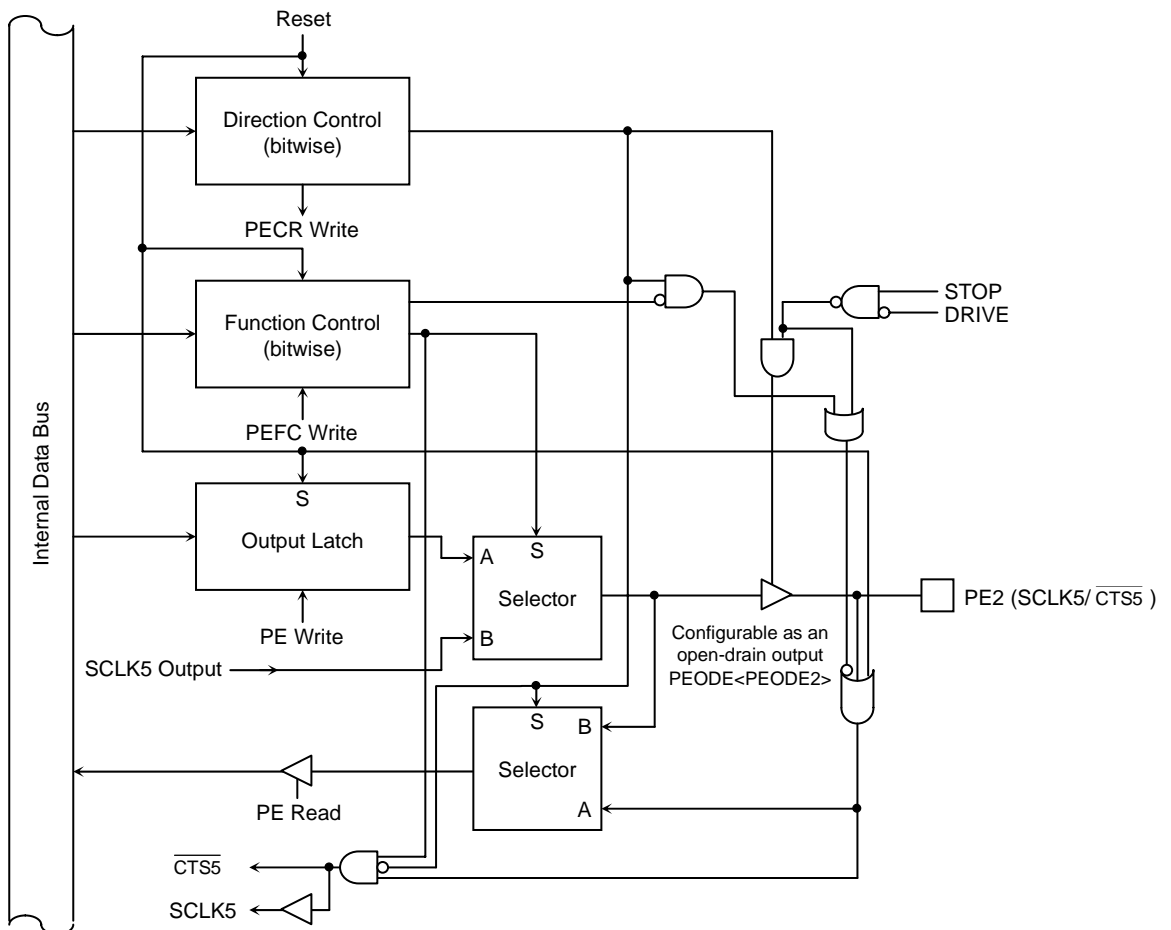 Reset
Internal Data Bus
Direction Control
(bitwise)
PECR Write
Function Control
(bitwise)
STOP
DRIVE
PEFC Write
S
Output Latch
PE Write
SCLK5 Output
A
S
Selector
B
PE2 (SCLK5/ CTS5 )
Configurable as an
open-drain output
PEODE<PEODE2>
S
B
Selector
A
PE Read
CTS5
SCLK5